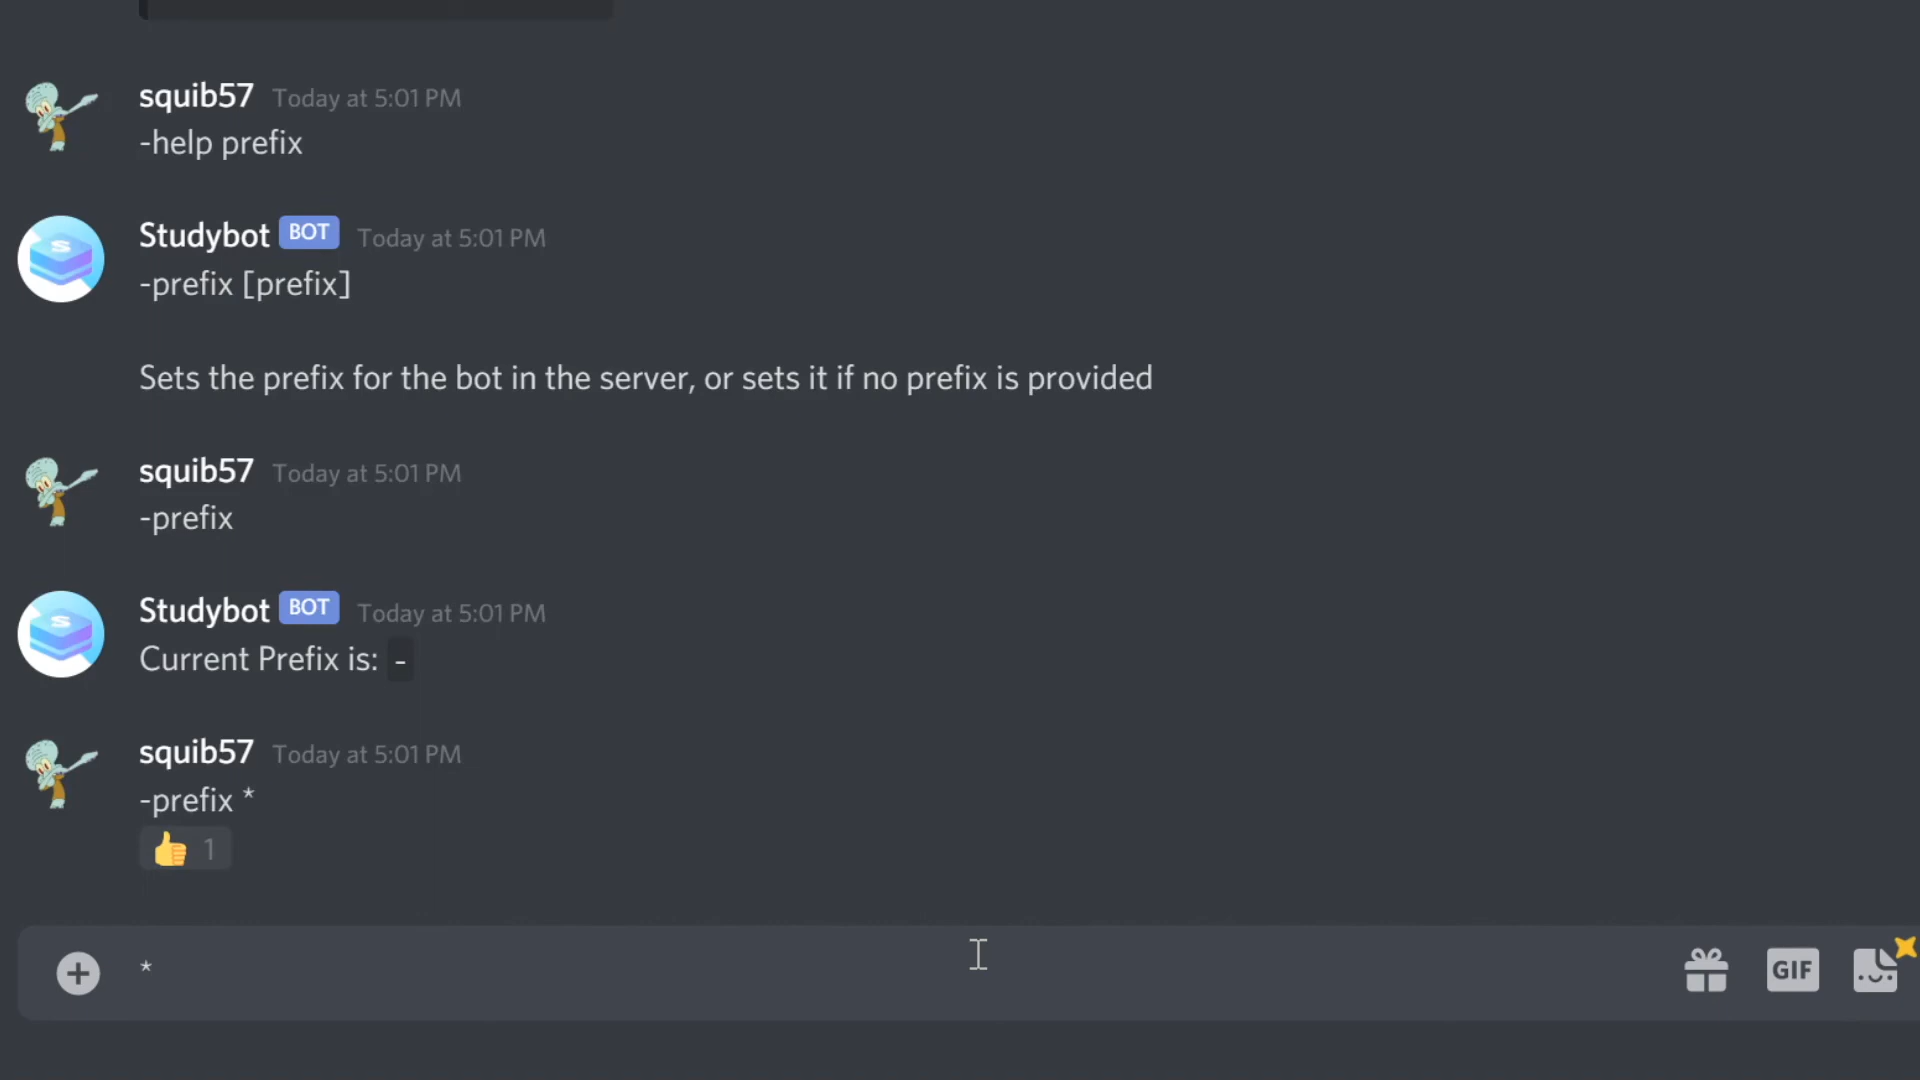 squib57 Today at 5:01 PM
-help prefix
Studybot BOT Today at 5:01 PM
-prefix [prefix]
Sets the prefix for the bot in the server, or sets it if no prefix is provided
squib57 Today at 5:01 PM
-prefix
Studybot BOT Today at 5:01 PM
Current Prefix is: -
squib57 Today at 5:01 PM
-prefix *
👍 1
*
GIF